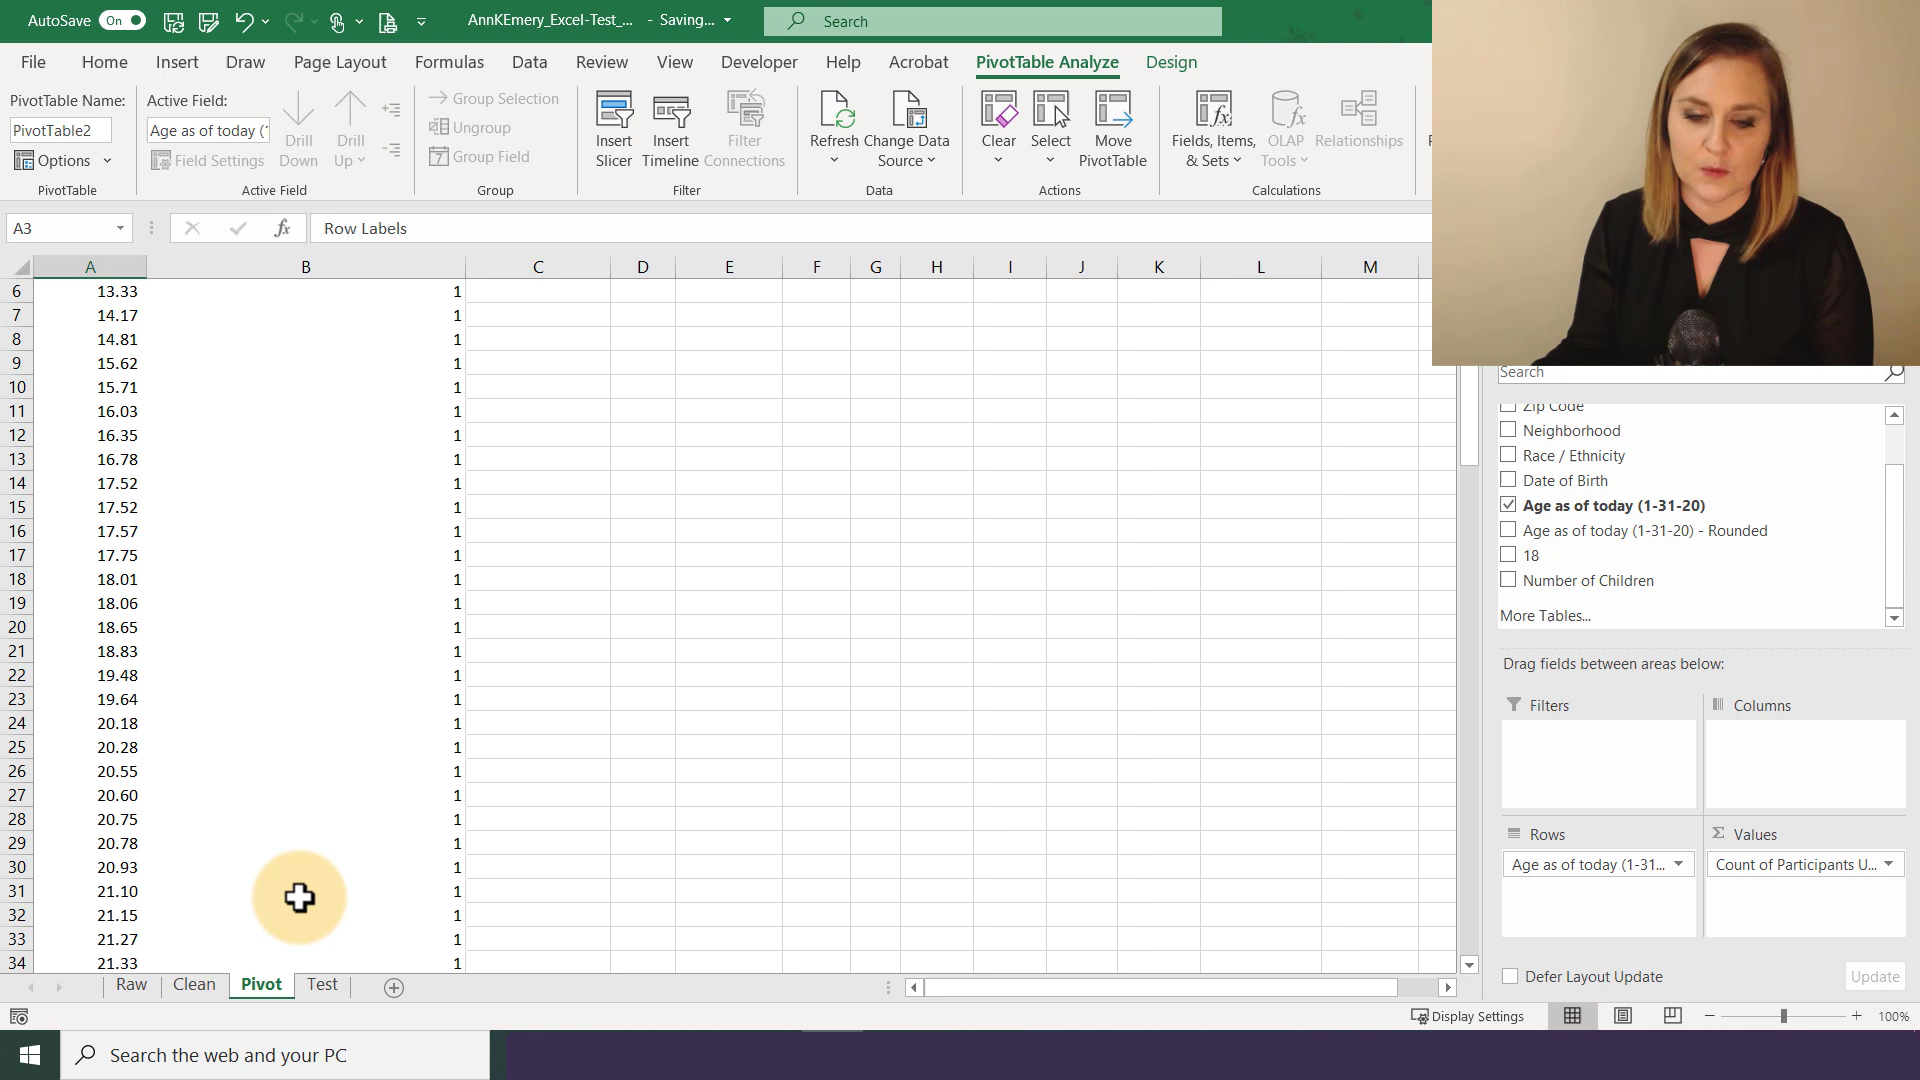 AutoSave On AnnKEmery_Excel-Test_... - Saving... Search
File Home Insert Draw Page Layout Formulas Data Review View Developer Help Acrobat PivotTable Analyze Design
PivotTable Name:
PivotTable2
Options
PivotTable
Active Field:
Age as of today (
Field Settings
Drill Down
Drill Up
Active Field
Group Selection
Ungroup
Group Field
Group
Insert Slicer
Insert Timeline
Filter Connections
Filter
Refresh
Change Data Source
Data
Clear
Select
Move PivotTable
Actions
Fields, Items, & Sets
OLAP Tools
Relationships
Calculations
A3 fx Row Labels
A B C D E F G H I J K L M
6 13.33 1
7 14.17 1
8 14.81 1
9 15.62 1
10 15.71 1
11 16.03 1
12 16.35 1
13 16.78 1
14 17.52 1
15 17.52 1
16 17.57 1
17 17.75 1
18 18.01 1
19 18.06 1
20 18.65 1
21 18.83 1
22 19.48 1
23 19.64 1
24 20.18 1
25 20.28 1
26 20.55 1
27 20.60 1
28 20.75 1
29 20.78 1
30 20.93 1
31 21.10 1
32 21.15 1
33 21.27 1
34 21.33 1
Search
Zip Code
Neighborhood
Race / Ethnicity
Date of Birth
Age as of today (1-31-20)
Age as of today (1-31-20) - Rounded
18
Number of Children
More Tables...
Drag fields between areas below:
Filters
Columns
Rows
Σ Values
Age as of today (1-31...
Count of Participants U...
Defer Layout Update
Update
Raw Clean Pivot Test
Display Settings 100%
Search the web and your PC